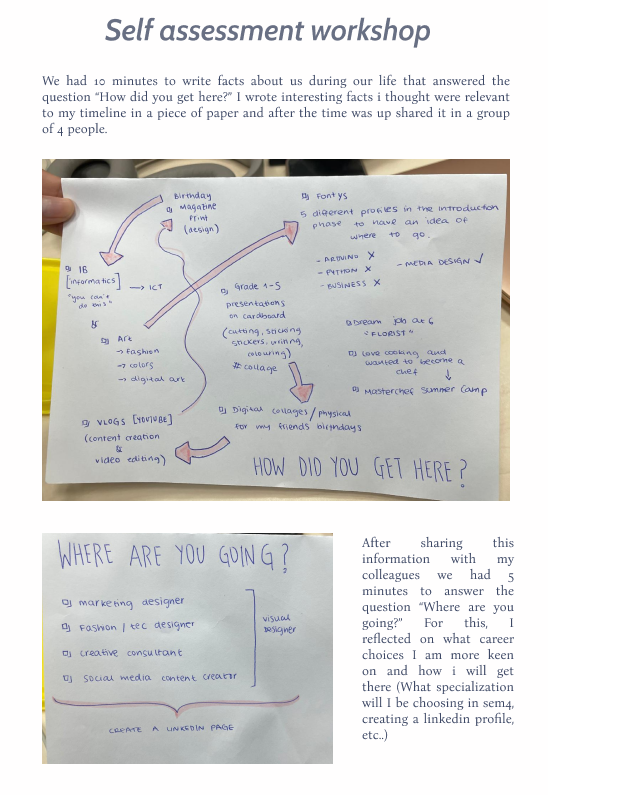 Self assessment workshop
We had 10 minutes to write facts about us during our life that answered the
question "How did you get here?" I wrote interesting facts i thought were relevant
to my timeline in a piece of paper and after the time was up shared it in a group
of 4 people.
Birthday
Magazine
Print
(design)
IB
[informatics]
→ ICT
"you can't
do this"
&
Art
→ Fashion
→ colors
→ digital art
VLOGS [YOUTUBE]
(content creation
&
video editing)
Grade 1-5
presentations
on cardboard
(cutting, sticking
stickers, writing,
colouring)
# collage
Digital collages / physical
for my friends birthdays
Fontys
5 different profiles in the introduction
phase to have an idea of
where to go.
- ARDUINO X
- PYTHON X
- BUSINESS X
- MEDIA DESIGN ✓
Dream job at 6
"FLORIST"
Love cooking and
wanted to become a
chef
↓
Masterchef Summer Camp
HOW DID YOU GET HERE?
WHERE ARE YOU GOING?
marketing designer
Fashion / tec designer
creative consultant
social media content creator
visual
designer
CREATE A LINKEDIN PAGE
After sharing this
information with my
colleagues we had 5
minutes to answer the
question "Where are you
going?" For this, I
reflected on what career
choices I am more keen
on and how i will get
there (What specialization
will I be choosing in sem4,
creating a linkedin profile,
etc..)